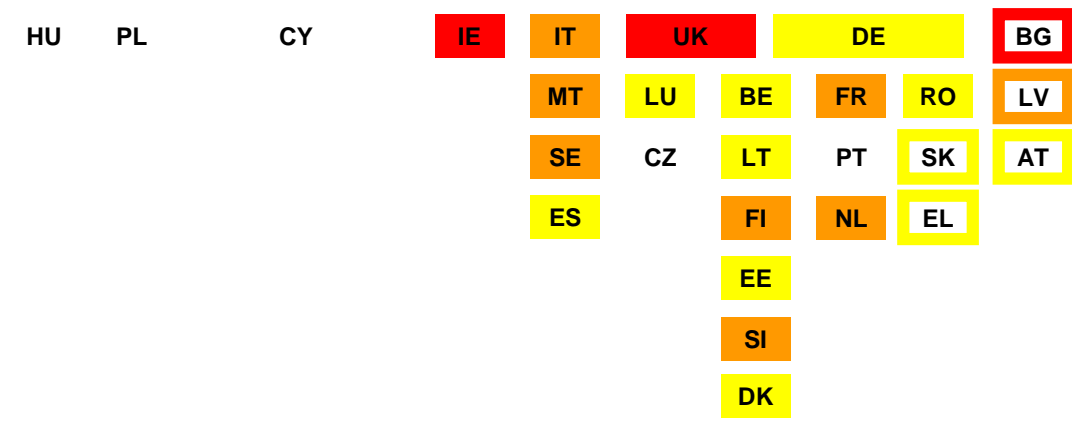 HU PL CY IE IT UK DE BG
MT LU BE FR RO LV
SE CZ LT PT SK AT
ES FI NL EL
EE
SI
DK